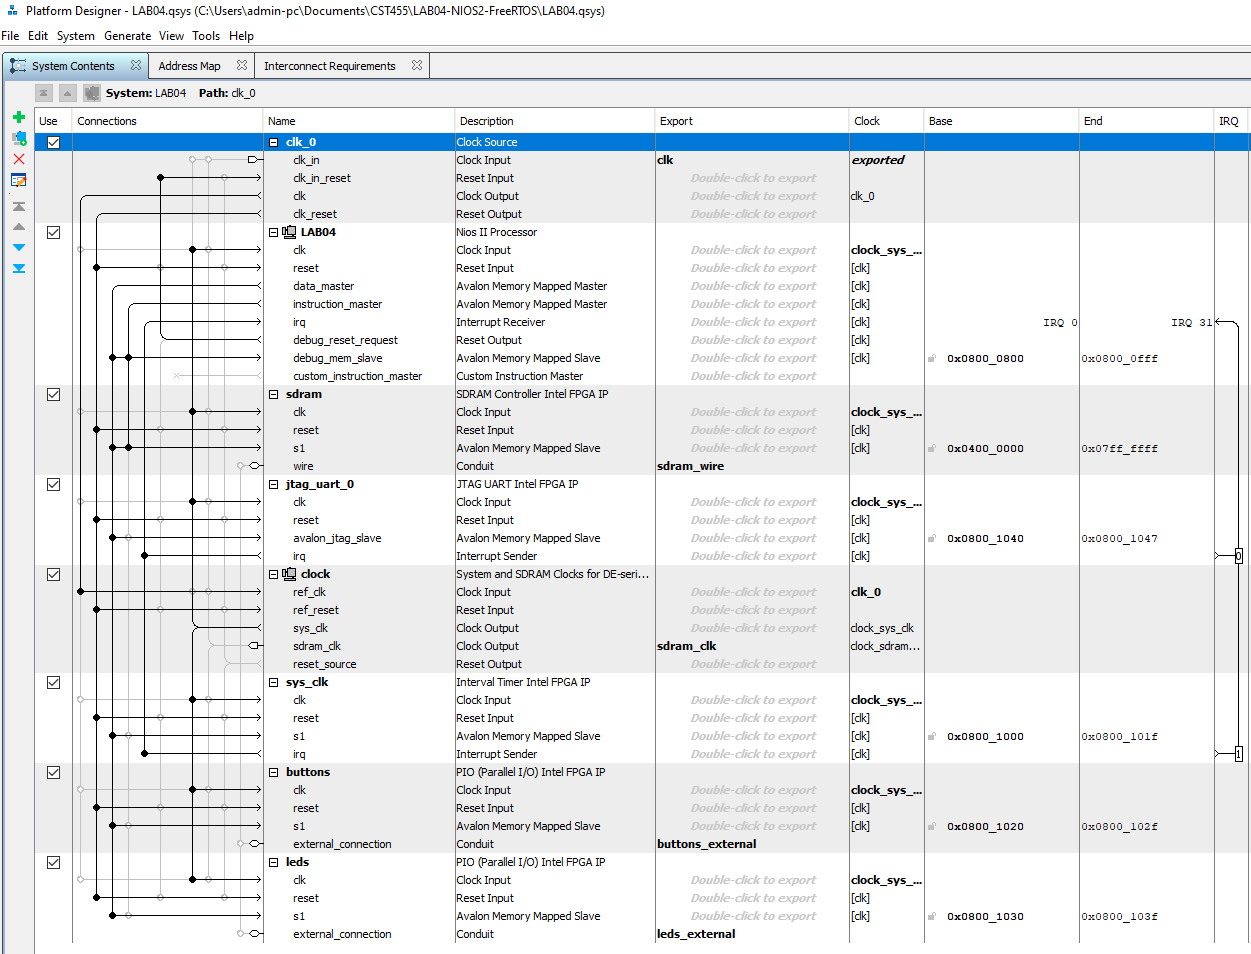 Platform Designer - LAB04.qsys (C:\Users\admin-pc\Documents\CST455\LAB04-NIOS2-FreeRTOS\LAB04.qsys)
File Edit System Generate View Tools Help
System Contents Address Map Interconnect Requirements
System: LAB04 Path: clk_0
Use Connections Name Description Export Clock Base End IRQ
clk_0 Clock Source
clk_in Clock Input clk exported
clk_in_reset Reset Input Double-click to export
clk Clock Output Double-click to export clk_0
clk_reset Reset Output Double-click to export
LAB04 Nios II Processor
clk Clock Input Double-click to export clock_sys_...
reset Reset Input Double-click to export [clk]
data_master Avalon Memory Mapped Master Double-click to export [clk]
instruction_master Avalon Memory Mapped Master Double-click to export [clk]
irq Interrupt Receiver Double-click to export [clk] IRQ 0 IRQ 31
debug_reset_request Reset Output Double-click to export [clk]
debug_mem_slave Avalon Memory Mapped Slave Double-click to export [clk] 0x0800_0800 0x0800_0fff
custom_instruction_master Custom Instruction Master Double-click to export
sdram SDRAM Controller Intel FPGA IP
clk Clock Input Double-click to export clock_sys_...
reset Reset Input Double-click to export [clk]
s1 Avalon Memory Mapped Slave Double-click to export [clk] 0x0400_0000 0x07ff_ffff
wire Conduit sdram_wire
jtag_uart_0 JTAG UART Intel FPGA IP
clk Clock Input Double-click to export clock_sys_...
reset Reset Input Double-click to export [clk]
avalon_jtag_slave Avalon Memory Mapped Slave Double-click to export [clk] 0x0800_1040 0x0800_1047
irq Interrupt Sender Double-click to export [clk] 0
clock System and SDRAM Clocks for DE-seri...
ref_clk Clock Input Double-click to export clk_0
ref_reset Reset Input Double-click to export
sys_clk Clock Output Double-click to export clock_sys_clk
sdram_clk Clock Output sdram_clk clock_sdram...
reset_source Reset Output Double-click to export
sys_clk Interval Timer Intel FPGA IP
clk Clock Input Double-click to export clock_sys_...
reset Reset Input Double-click to export [clk]
s1 Avalon Memory Mapped Slave Double-click to export [clk] 0x0800_1000 0x0800_101f
irq Interrupt Sender Double-click to export [clk] 1
buttons PIO (Parallel I/O) Intel FPGA IP
clk Clock Input Double-click to export clock_sys_...
reset Reset Input Double-click to export [clk]
s1 Avalon Memory Mapped Slave Double-click to export [clk] 0x0800_1020 0x0800_102f
external_connection Conduit buttons_external
leds PIO (Parallel I/O) Intel FPGA IP
clk Clock Input Double-click to export clock_sys_...
reset Reset Input Double-click to export [clk]
s1 Avalon Memory Mapped Slave Double-click to export [clk] 0x0800_1030 0x0800_103f
external_connection Conduit leds_external